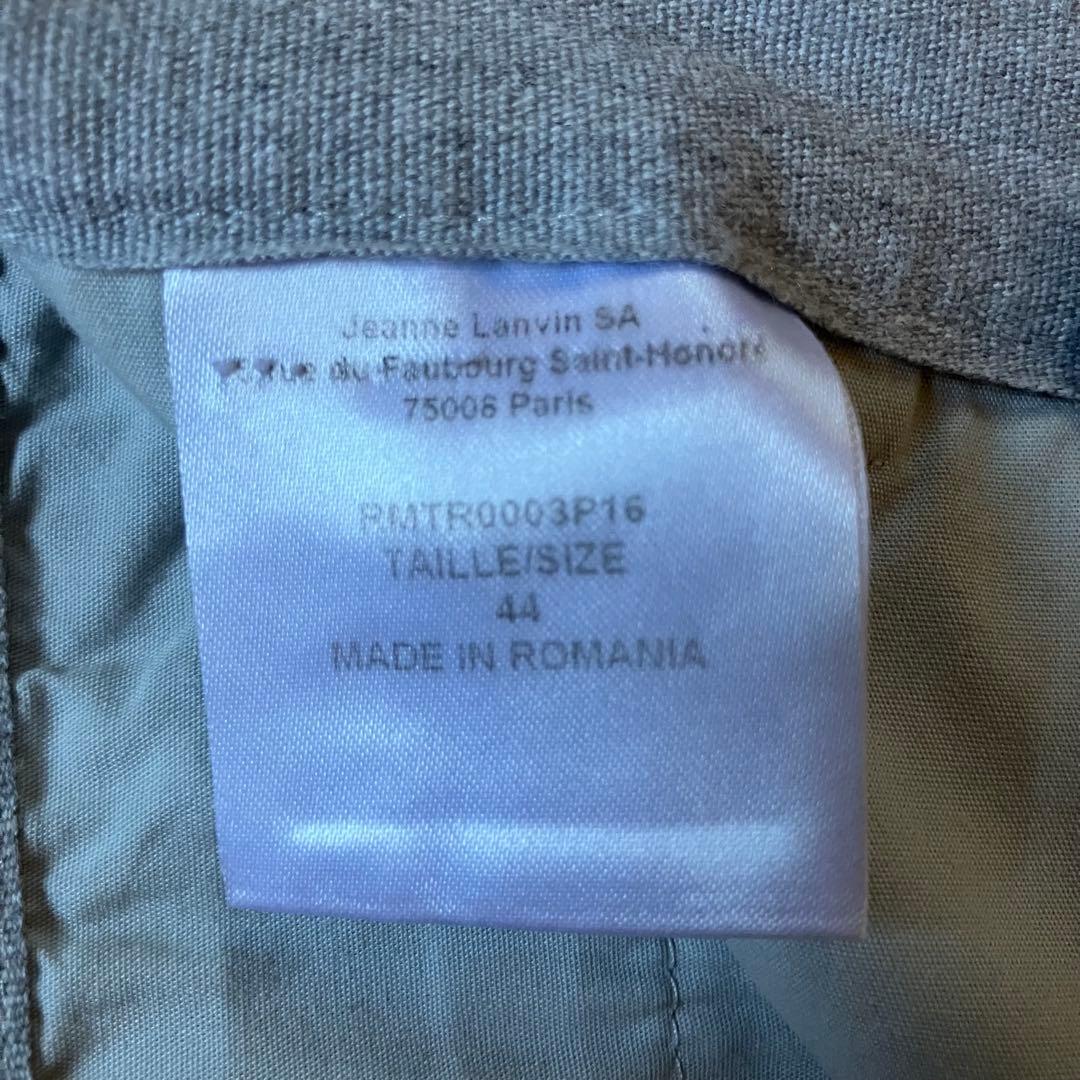 Jeanne Lanvin SA
rue du Faubourg Saint-Honoré
75008 Paris
RMTR0003P16
TAILLE/SIZE
44
MADE IN ROMANIA